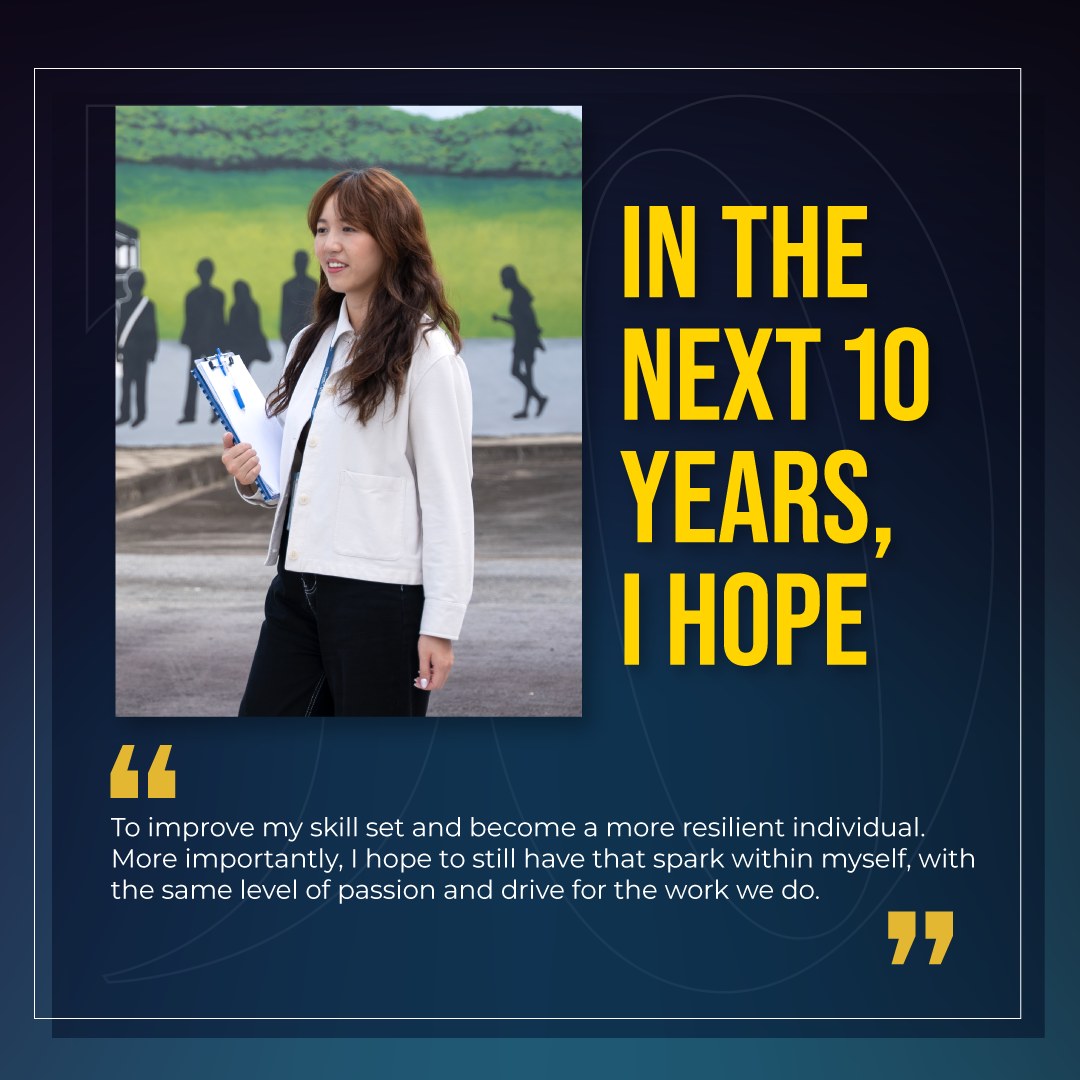 IN THE
NEXT 10
YEARS,
I HOPE
“
To improve my skill set and become a more resilient individual.
More importantly, I hope to still have that spark within myself, with
the same level of passion and drive for the work we do.
”